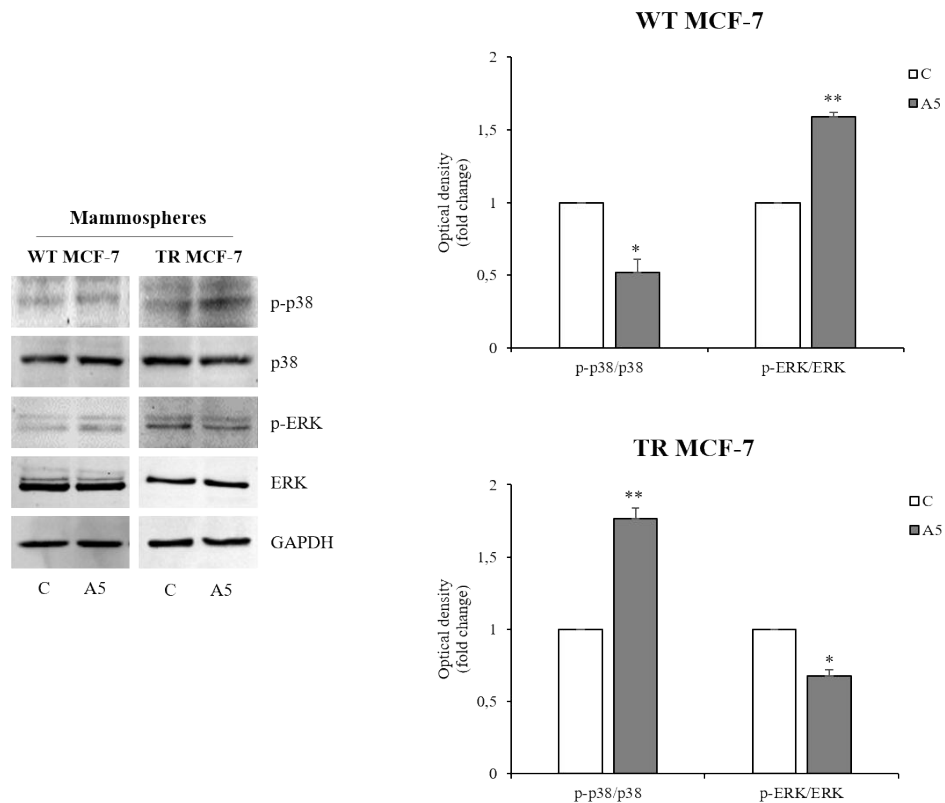 Mammospheres
WT MCF-7 TR MCF-7
p-p38
p38
p-ERK
ERK
GAPDH
C A5 C A5
WT MCF-7
2
1,5
1
0,5
0
Optical density
(fold change)
*
**
p-p38/p38 p-ERK/ERK
C
A5
TR MCF-7
2
1,5
1
0,5
0
Optical density
(fold change)
**
*
p-p38/p38 p-ERK/ERK
C
A5